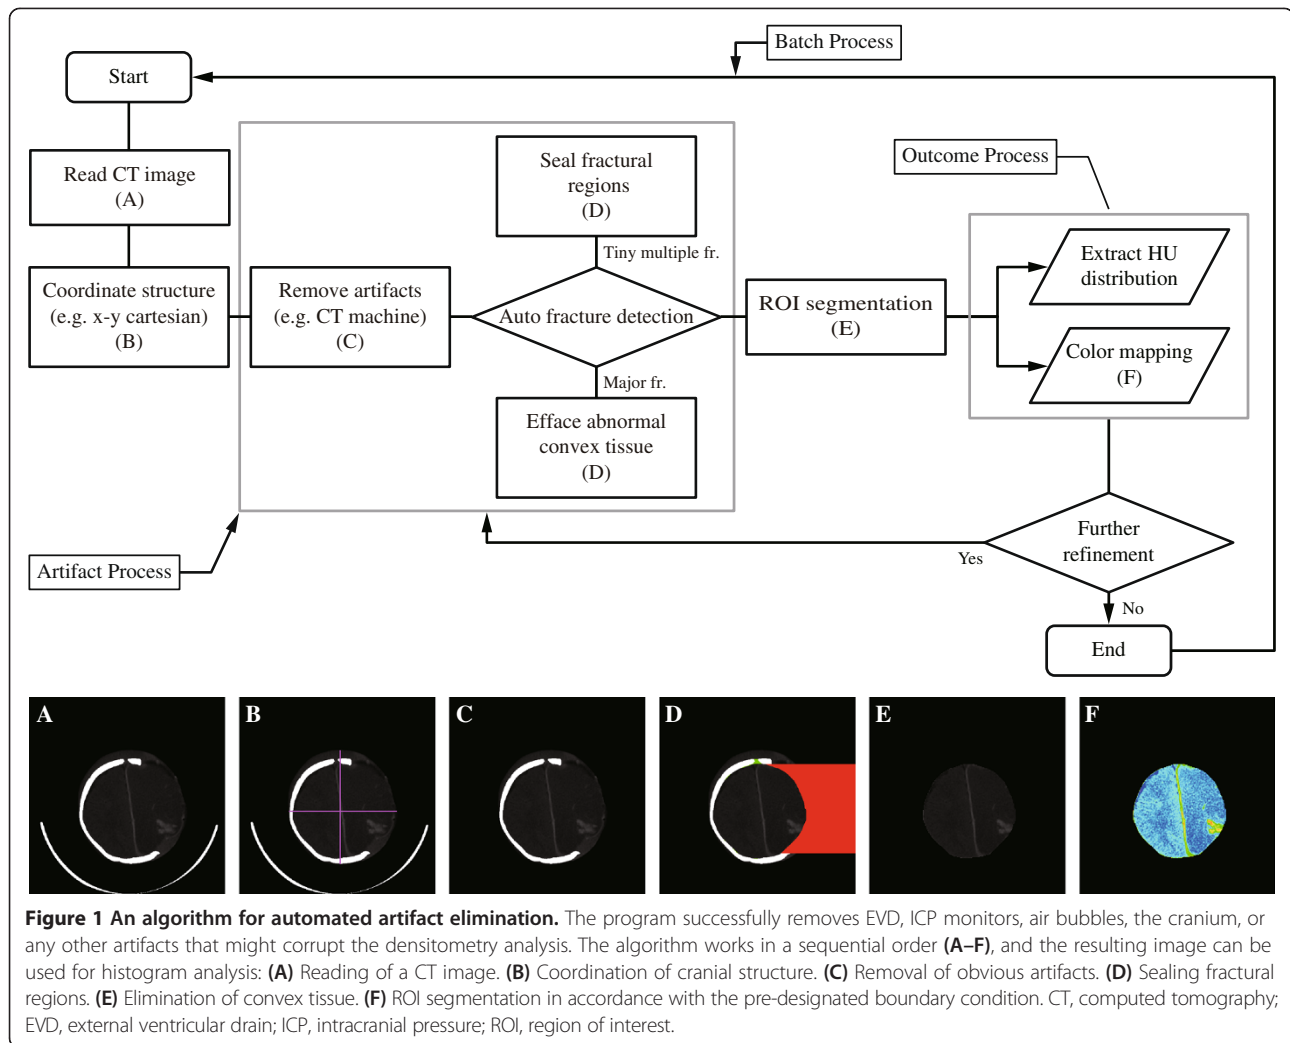 Batch Process
Start
Outcome Process
Read CT image
(A)
Seal fractural
regions
(D)
Tiny multiple fr.
Extract HU
distribution
Coordinate structure
(e.g. x-y cartesian)
(B)
Remove artifacts
(e.g. CT machine)
(C)
Auto fracture detection
ROI segmentation
(E)
Color mapping
(F)
Major fr.
Efface abnormal
convex tissue
(D)
Further
refinement
Yes
No
Artifact Process
End
A
B
C
D
E
F
Figure 1 An algorithm for automated artifact elimination. The program successfully removes EVD, ICP monitors, air bubbles, the cranium, or
any other artifacts that might corrupt the densitometry analysis. The algorithm works in a sequential order (A–F), and the resulting image can be
used for histogram analysis: (A) Reading of a CT image. (B) Coordination of cranial structure. (C) Removal of obvious artifacts. (D) Sealing fractural
regions. (E) Elimination of convex tissue. (F) ROI segmentation in accordance with the pre-designated boundary condition. CT, computed tomography;
EVD, external ventricular drain; ICP, intracranial pressure; ROI, region of interest.